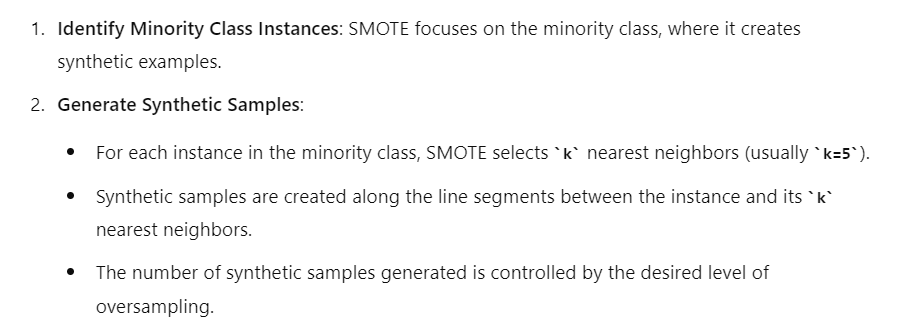 1. Identify Minority Class Instances: SMOTE focuses on the minority class, where it creates
synthetic examples.
2. Generate Synthetic Samples:
• For each instance in the minority class, SMOTE selects `k` nearest neighbors (usually `k=5`).
• Synthetic samples are created along the line segments between the instance and its `k`
nearest neighbors.
• The number of synthetic samples generated is controlled by the desired level of
oversampling.